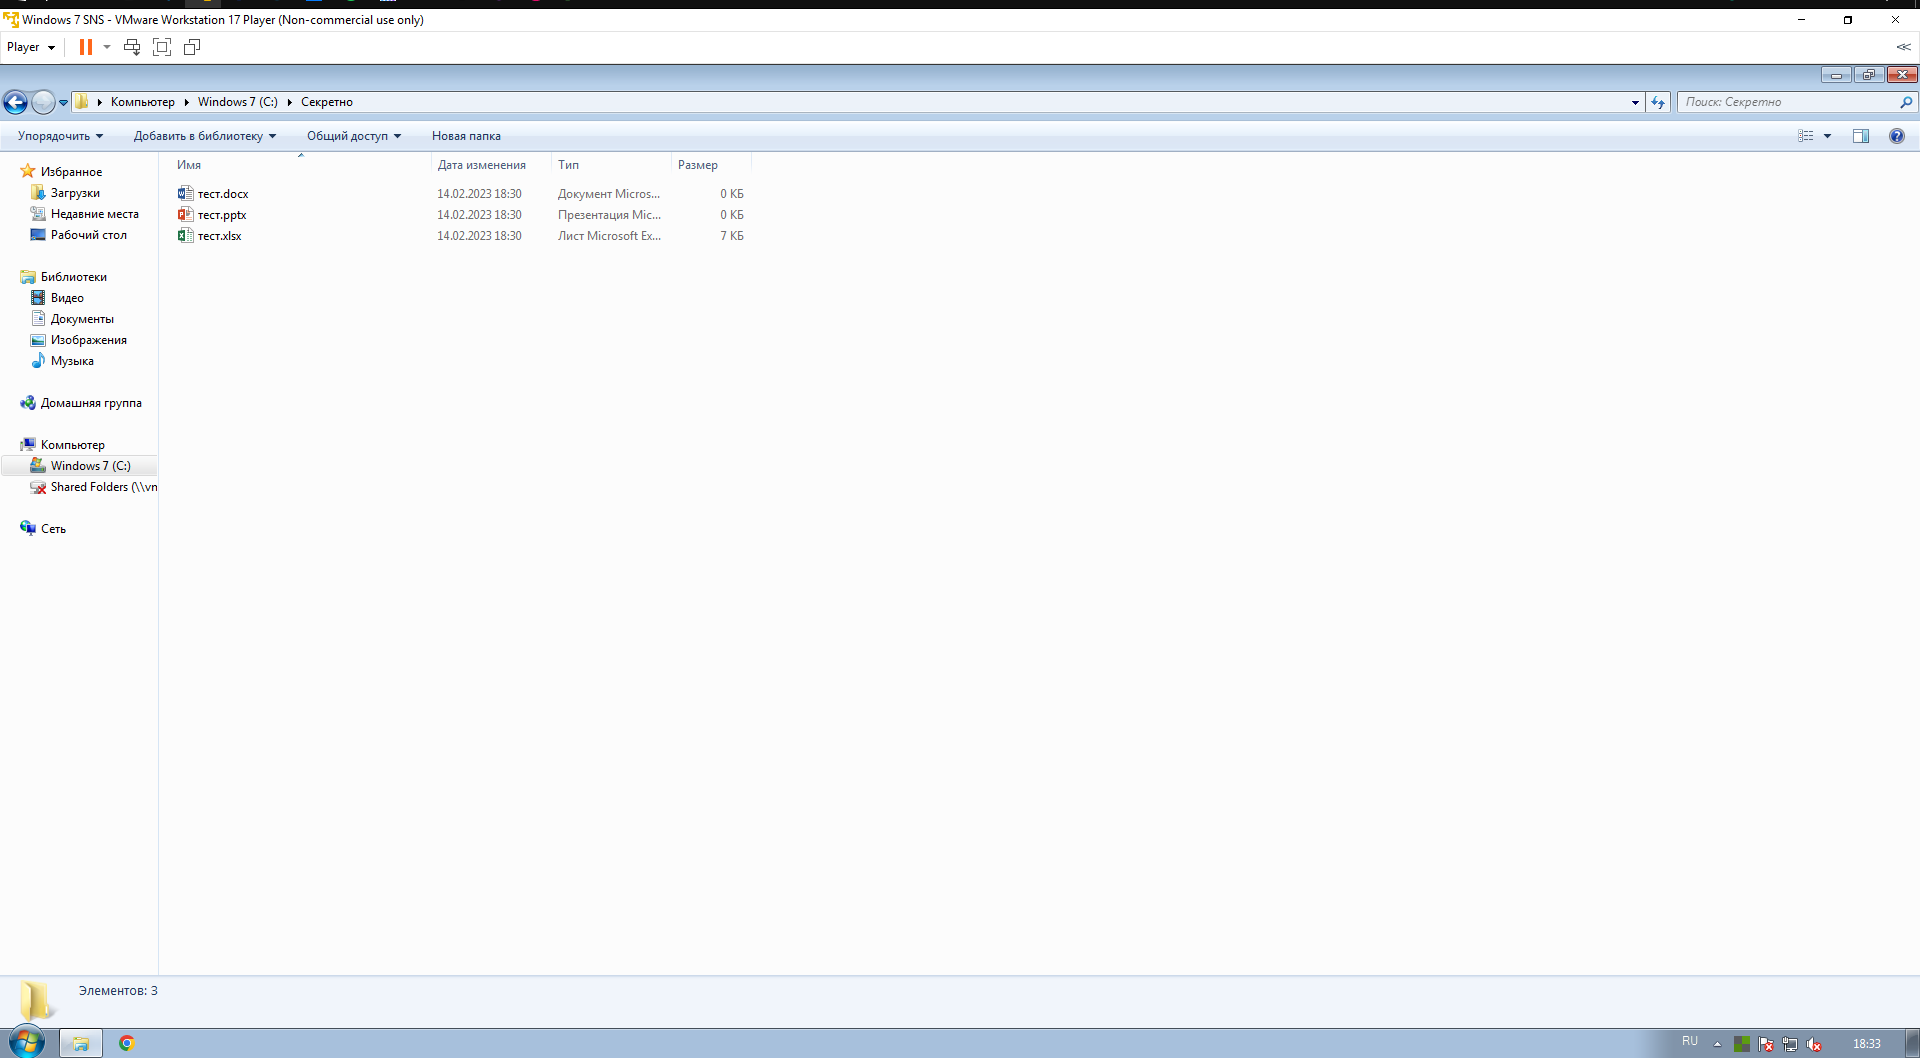 Windows 7 SNS - VMware Workstation 17 Player (Non-commercial use only)
Player
Компьютер Windows 7 (C:) Секретно
Поиск: Секретно
Упорядочить Добавить в библиотеку Общий доступ Новая папка
Имя Дата изменения Тип Размер
Избранное
Загрузки
Недавние места
Рабочий стол
Библиотеки
Видео
Документы
Изображения
Музыка
Домашняя группа
Компьютер
Windows 7 (C:)
Shared Folders (\\vn
Сеть
тест.docx 14.02.2023 18:30 Документ Micros... 0 КБ
тест.pptx 14.02.2023 18:30 Презентация Mic... 0 КБ
тест.xlsx 14.02.2023 18:30 Лист Microsoft Ex... 7 КБ
Элементов: 3
RU 18:33